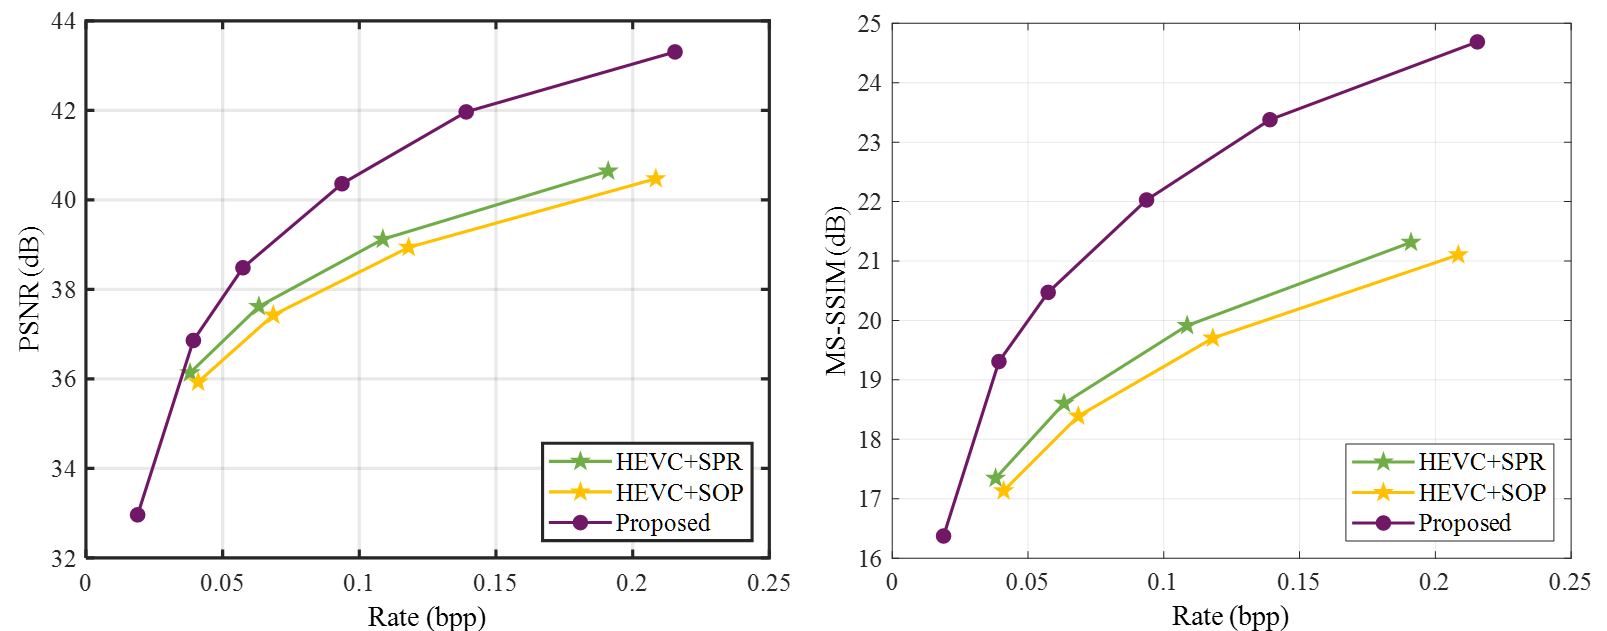 44
42
40
38
36
34
32
PSNR (dB)
0
0.05
0.1
0.15
0.2
0.25
Rate (bpp)
HEVC+SPR
HEVC+SOP
Proposed
25
24
23
22
21
20
19
18
17
16
MS-SSIM (dB)
0
0.05
0.1
0.15
0.2
0.25
Rate (bpp)
HEVC+SPR
HEVC+SOP
Proposed